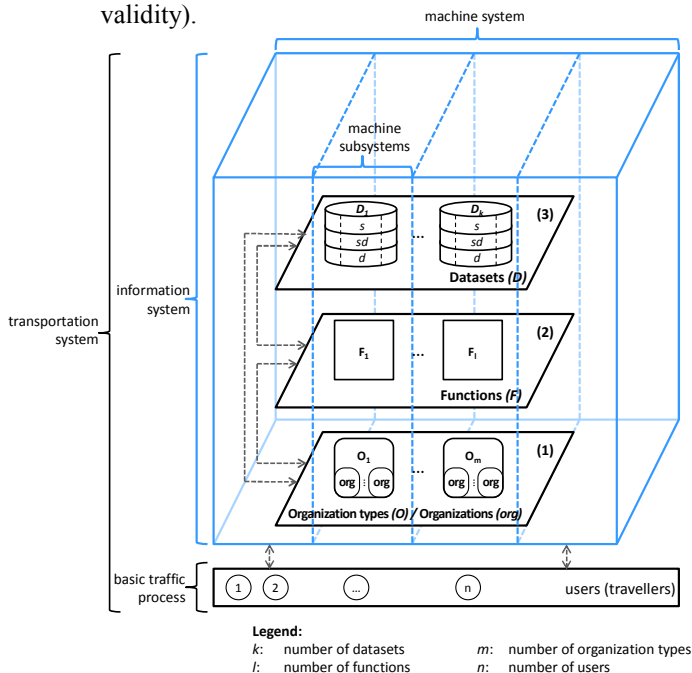 validity).
machine system
machine
subsystems
D1 Dk (3)
s s
sd ... sd
d d
Datasets (D)
information
system
transportation
system
(2)
F1 ... Fl
Functions (F)
(1)
O1 Om
...
org : org org : org
Organization types (O) / Organizations (org)
basic traffic
process
1 2 ... n users (travellers)
Legend:
k: number of datasets m: number of organization types
l: number of functions n: number of users